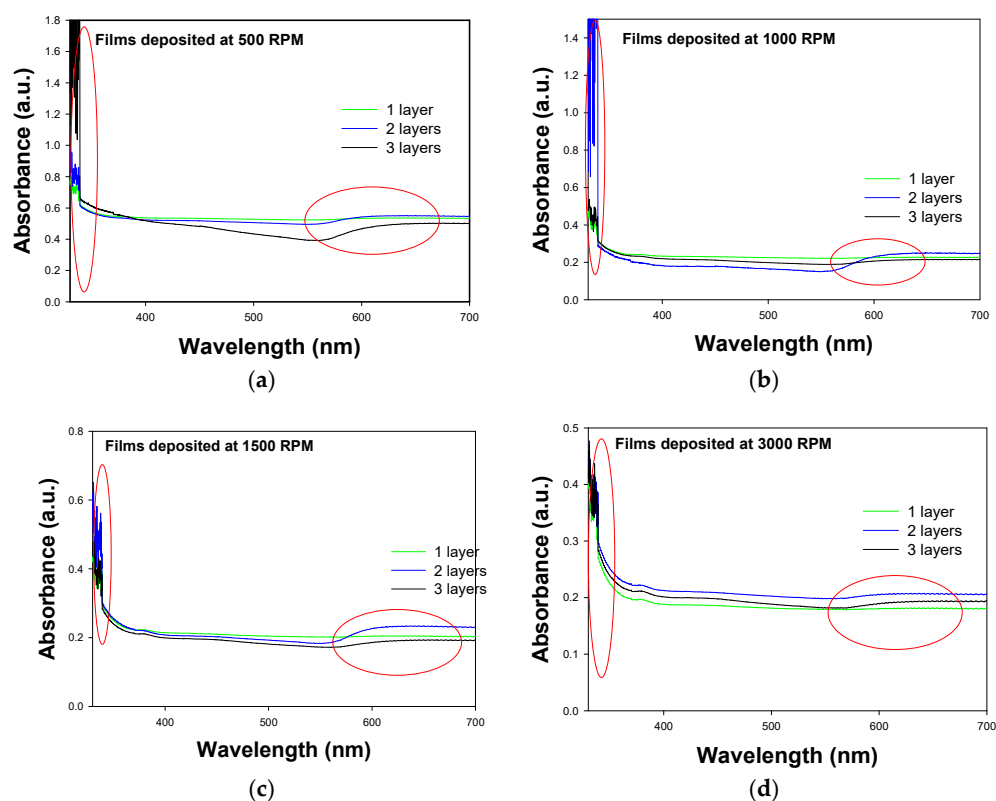 Films deposited at 500 RPM
Absorbance (a.u.)
1.8
1.6
1.4
1.2
1.0
0.8
0.6
0.4
0.2
0.0
1 layer
2 layers
3 layers
400
500
600
700
Wavelength (nm)
(a)
Films deposited at 1000 RPM
Absorbance (a.u.)
1.4
1.2
1.0
0.8
0.6
0.4
0.2
0.0
1 layer
2 layers
3 layers
400
500
600
700
Wavelength (nm)
(b)
Films deposited at 1500 RPM
Absorbance (a.u.)
0.8
0.6
0.4
0.2
0.0
1 layer
2 layers
3 layers
400
500
600
700
Wavelength (nm)
(c)
Films deposited at 3000 RPM
Absorbance (a.u.)
0.5
0.4
0.3
0.2
0.1
0.0
1 layer
2 layers
3 layers
400
500
600
700
Wavelength (nm)
(d)